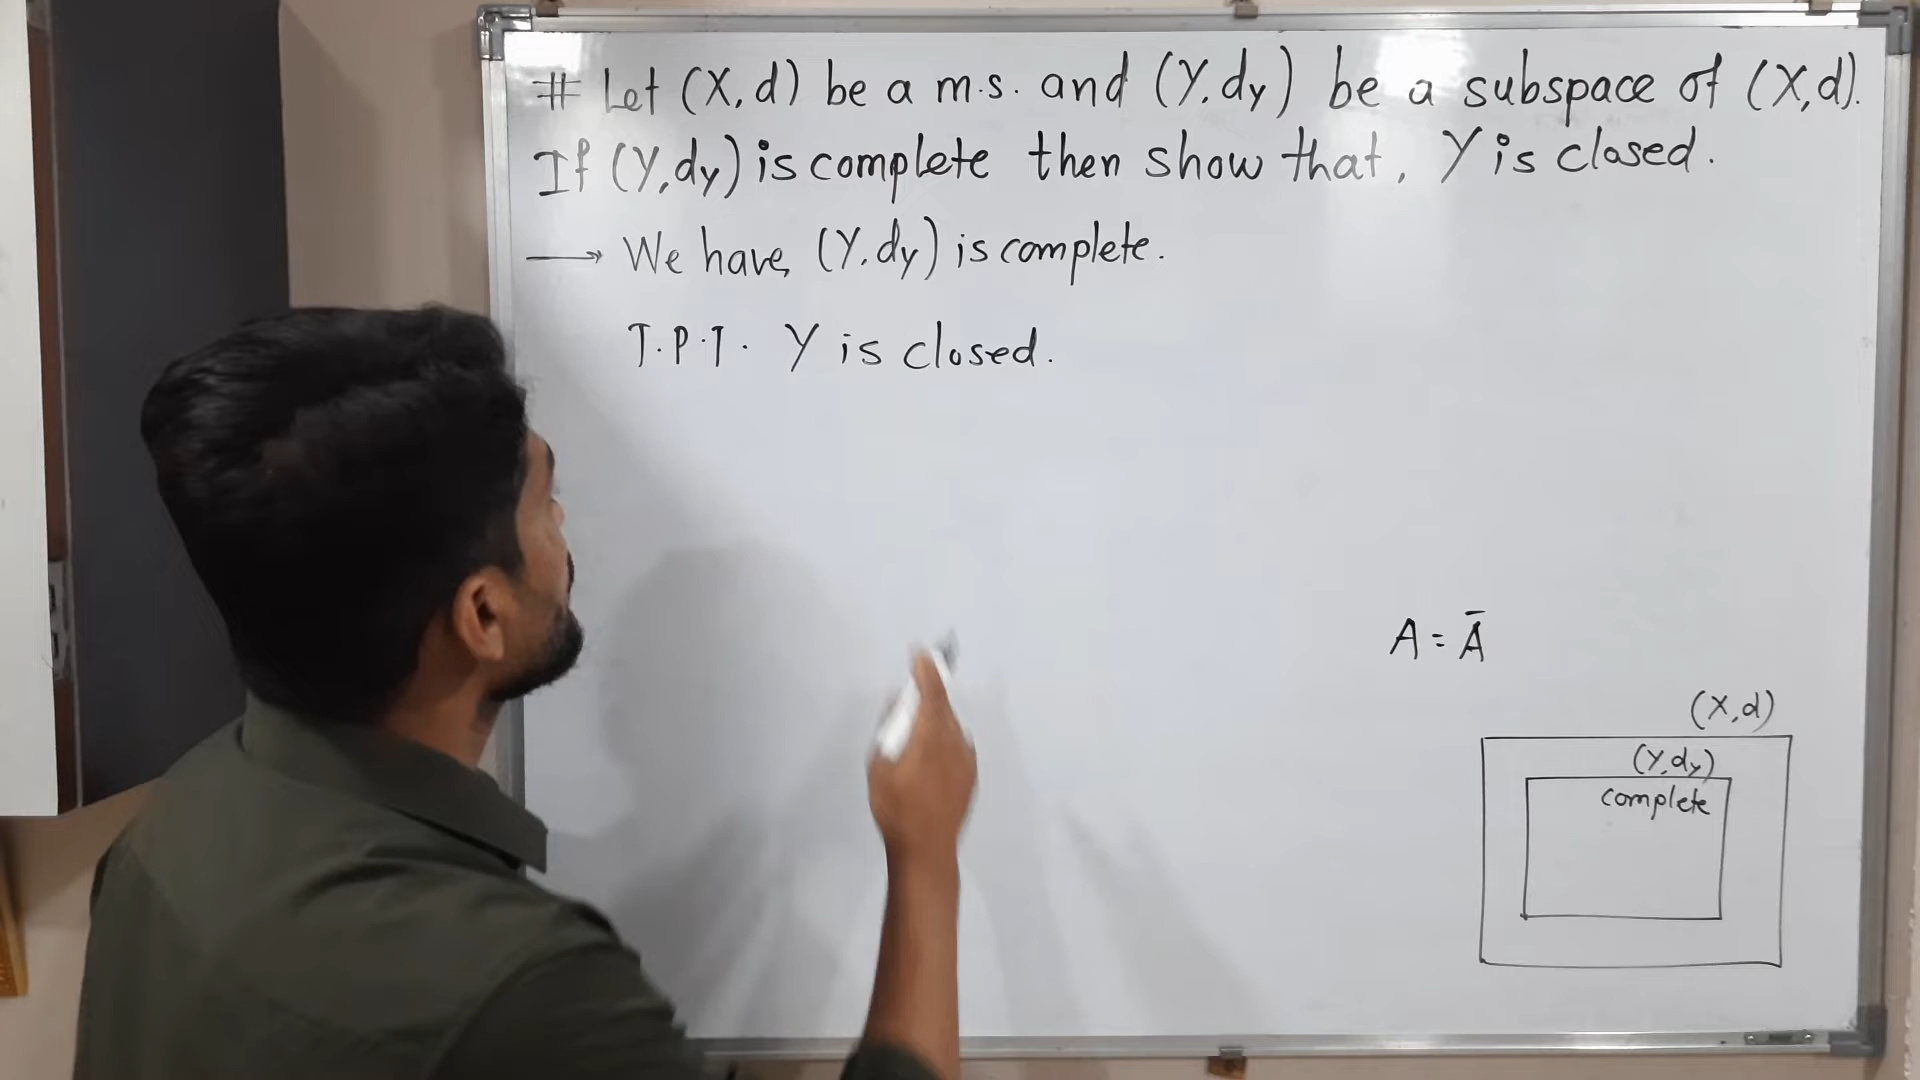 # Let (X,d) be a m.s. and (Y,dy) be a subspace of (X,d).
If (Y,dy) is complete then show that, Y is closed.
→ We have, (Y,dy) is complete.
T.P.T. Y is closed.
A = Ā
(X,d)
(Y,dy)
complete